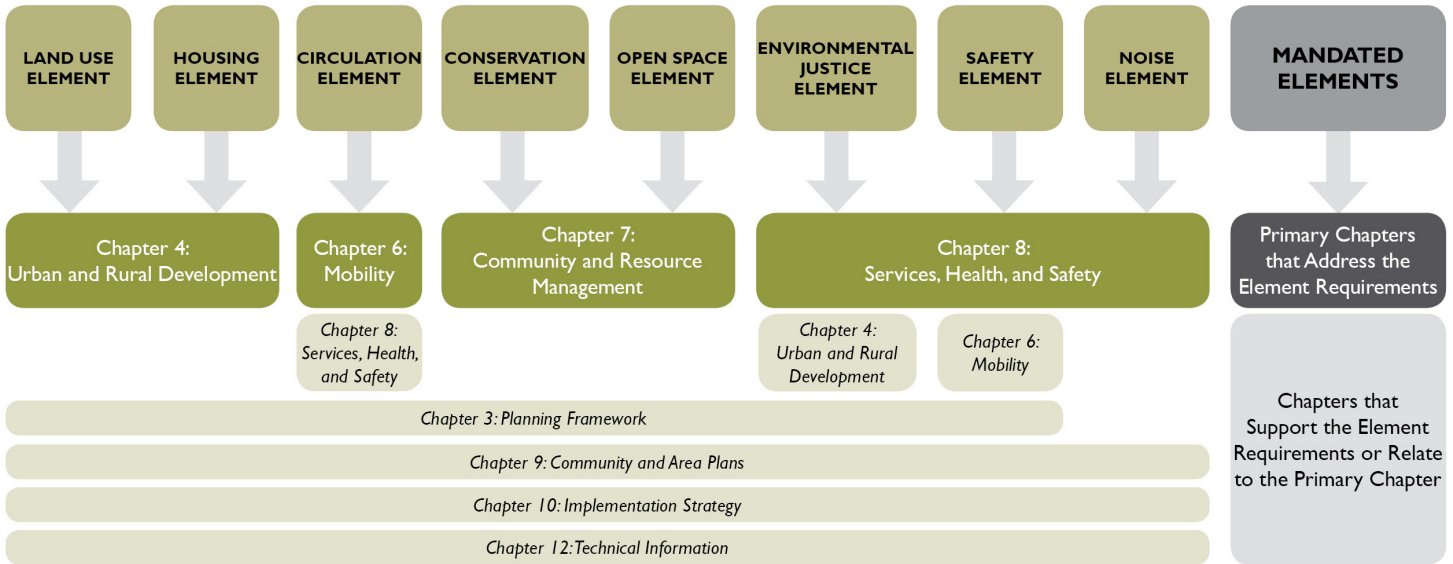 LAND USE
ELEMENT
HOUSING
ELEMENT
CIRCULATION
ELEMENT
CONSERVATION
ELEMENT
OPEN SPACE
ELEMENT
ENVIRONMENTAL
JUSTICE
ELEMENT
SAFETY
ELEMENT
NOISE
ELEMENT
MANDATED
ELEMENTS
Chapter 4:
Urban and Rural Development
Chapter 6:
Mobility
Chapter 7:
Community and Resource
Management
Chapter 8:
Services, Health, and Safety
Primary Chapters
that Address the
Element Requirements
Chapter 8:
Services, Health,
and Safety
Chapter 4:
Urban and Rural
Development
Chapter 6:
Mobility
Chapter 3: Planning Framework
Chapter 9: Community and Area Plans
Chapter 10: Implementation Strategy
Chapter 12: Technical Information
Chapters that
Support the Element
Requirements or Relate
to the Primary Chapter